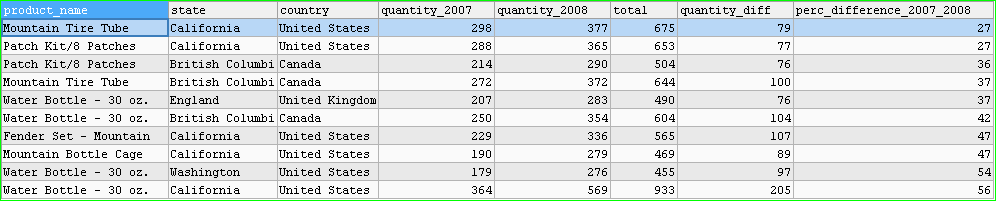 product_name state country quantity_2007 quantity_2008 total quantity_diff perc_difference_2007_2008
Mountain Tire Tube California United States 298 377 675 79 27
Patch Kit/8 Patches California United States 288 365 653 77 27
Patch Kit/8 Patches British Columbi Canada 214 290 504 76 36
Mountain Tire Tube British Columbi Canada 272 372 644 100 37
Water Bottle - 30 oz. England United Kingdom 207 283 490 76 37
Water Bottle - 30 oz. British Columbi Canada 250 354 604 104 42
Fender Set - Mountain California United States 229 336 565 107 47
Mountain Bottle Cage California United States 190 279 469 89 47
Water Bottle - 30 oz. Washington United States 179 276 455 97 54
Water Bottle - 30 oz. California United States 364 569 933 205 56